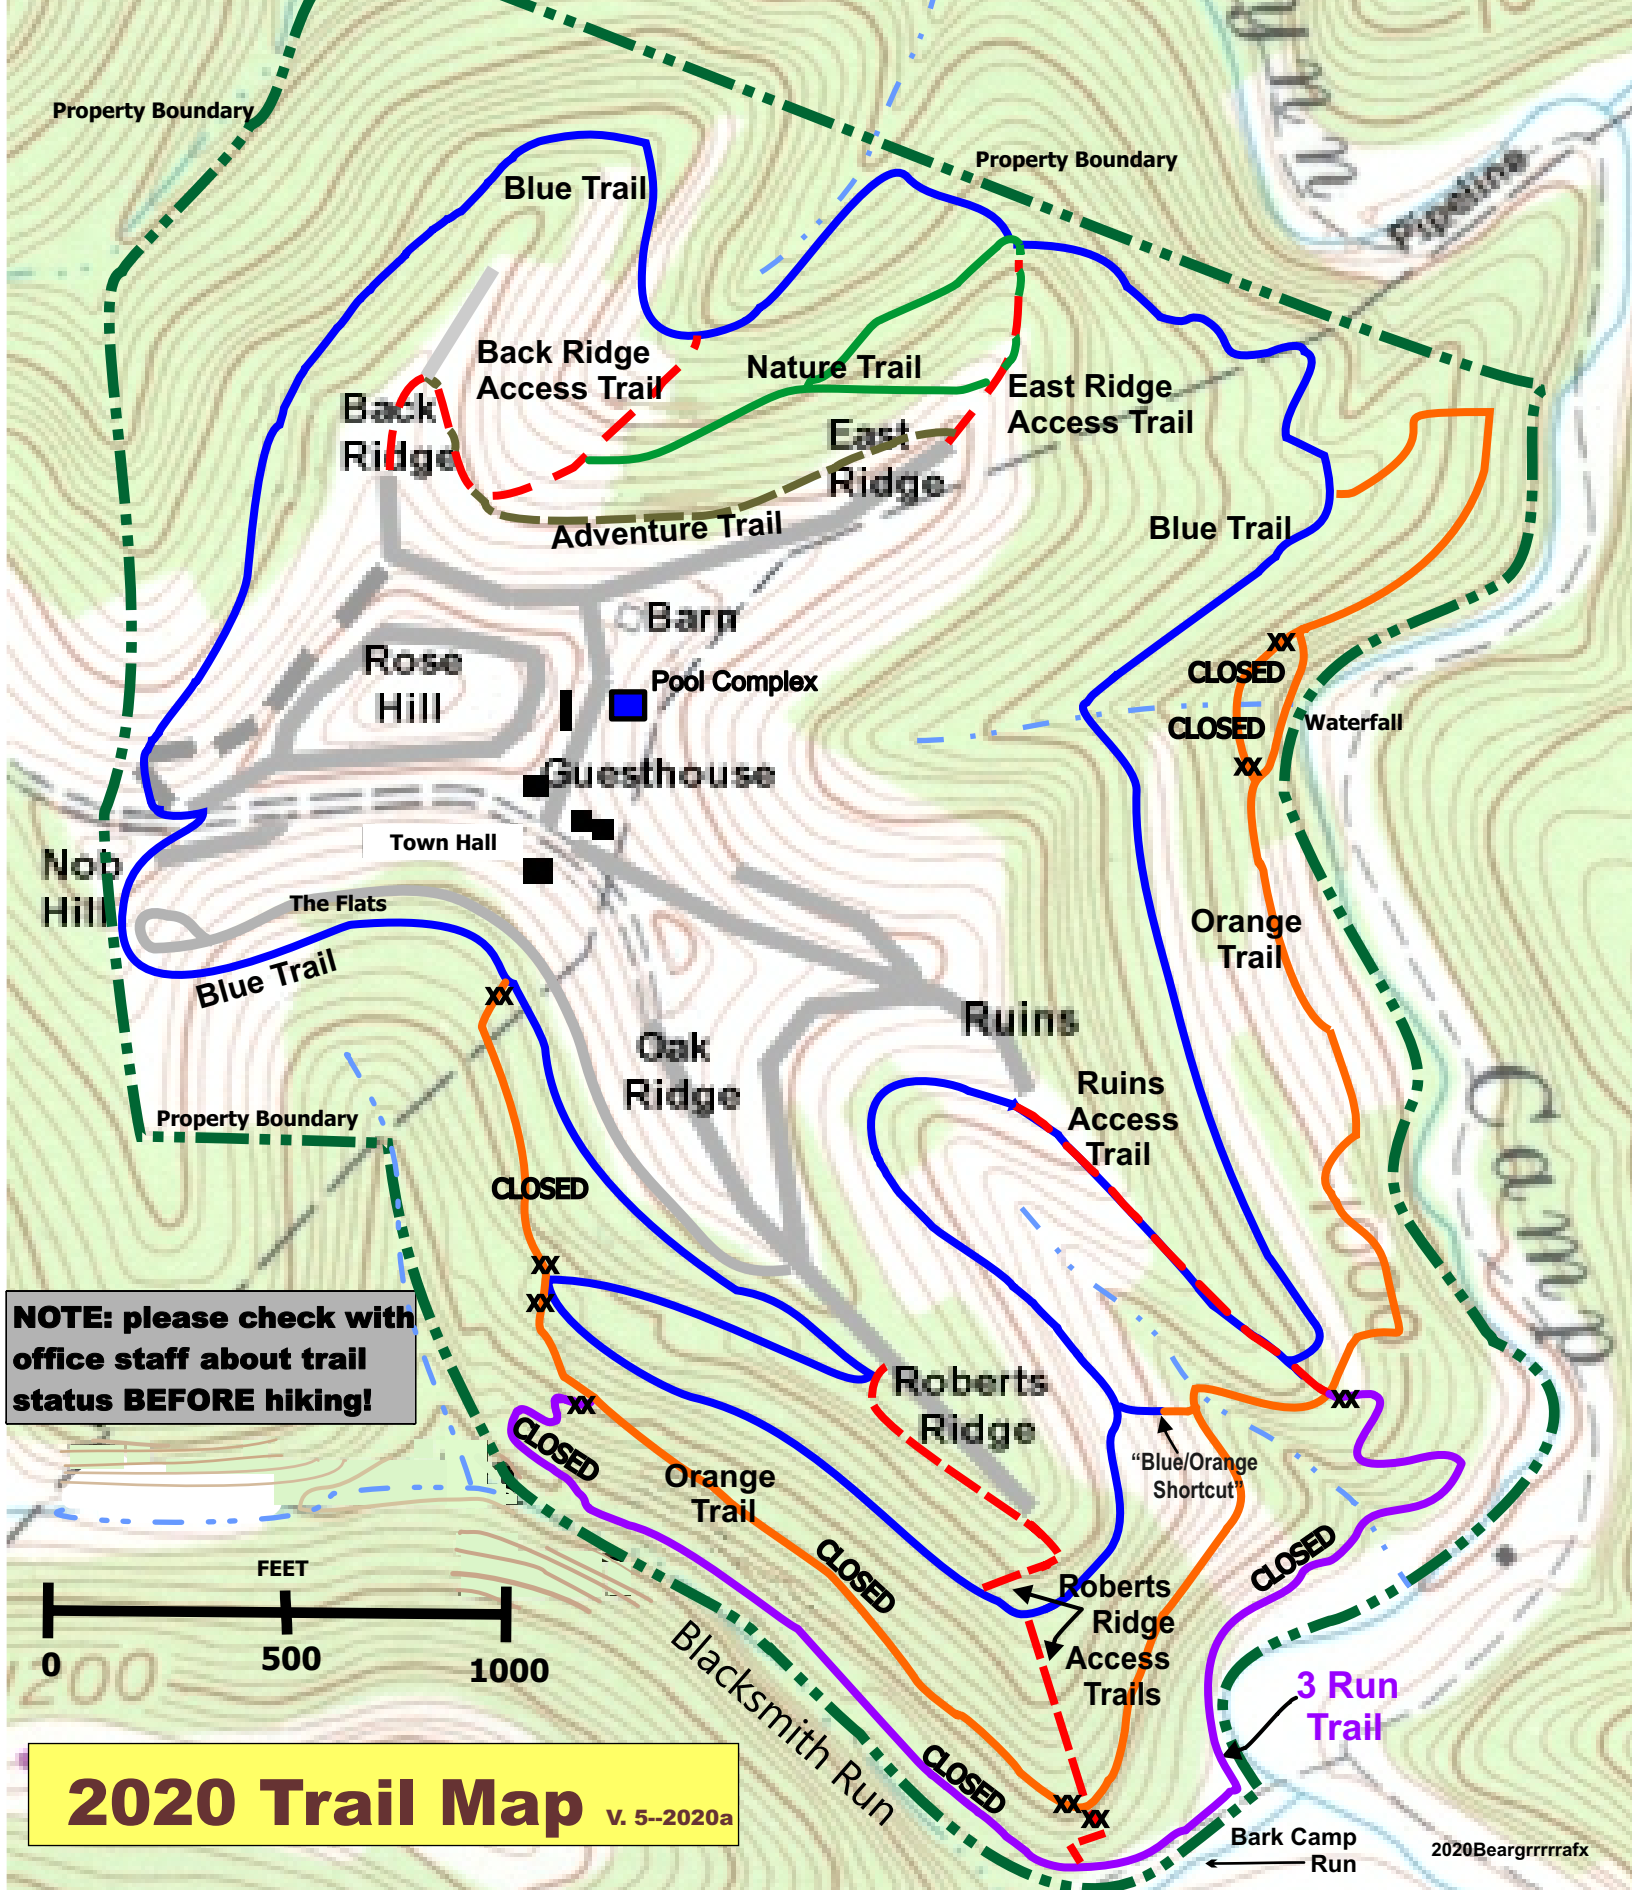 ynn
Property Boundary
Property Boundary
Pipeline
Blue Trail
Back Ridge
Access Trail
Nature Trail
East Ridge
Access Trail
Back
Ridge
East
Ridge
Adventure Trail
Blue Trail
Barn
xx
CLOSED
Rose
Hill
Pool Complex
CLOSED
Waterfall
xx
Guesthouse
Town Hall
Nob
Hill
The Flats
Orange
Trail
Blue Trail
xx
Ruins
Oak
Ridge
Ruins
Access
Trail
Camp
Property Boundary
CLOSED
1000
xx
xx
NOTE: please check with
office staff about trail
status BEFORE hiking!
Roberts
Ridge
xx
xx
CLOSED
"Blue/Orange
Shortcut"
Orange
Trail
CLOSED
CLOSED
FEET
0
500
1000
Roberts
Ridge
Access
Trails
1200
Blacksmith Run
3 Run
Trail
CLOSED
xx
xx
2020 Trail Map V. 5--2020a
Bark Camp
Run
2020Beargrrrrrafx